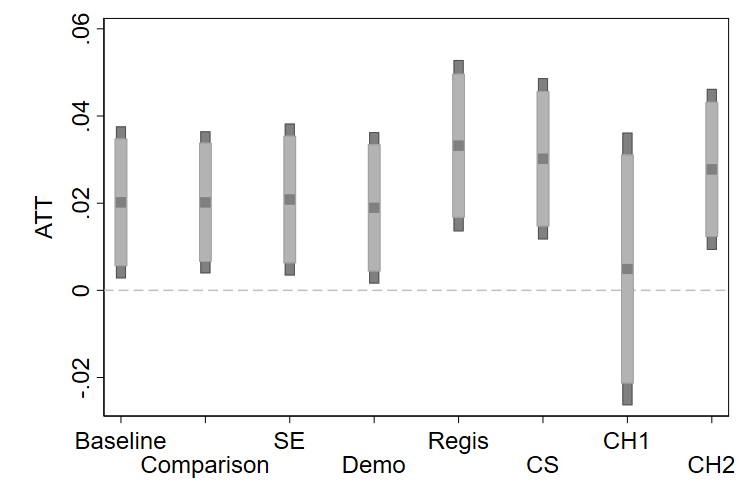 .06
.04
.02
0
-.02
ATT
Baseline
SE
Regis
CH1
Comparison
Demo
CS
CH2